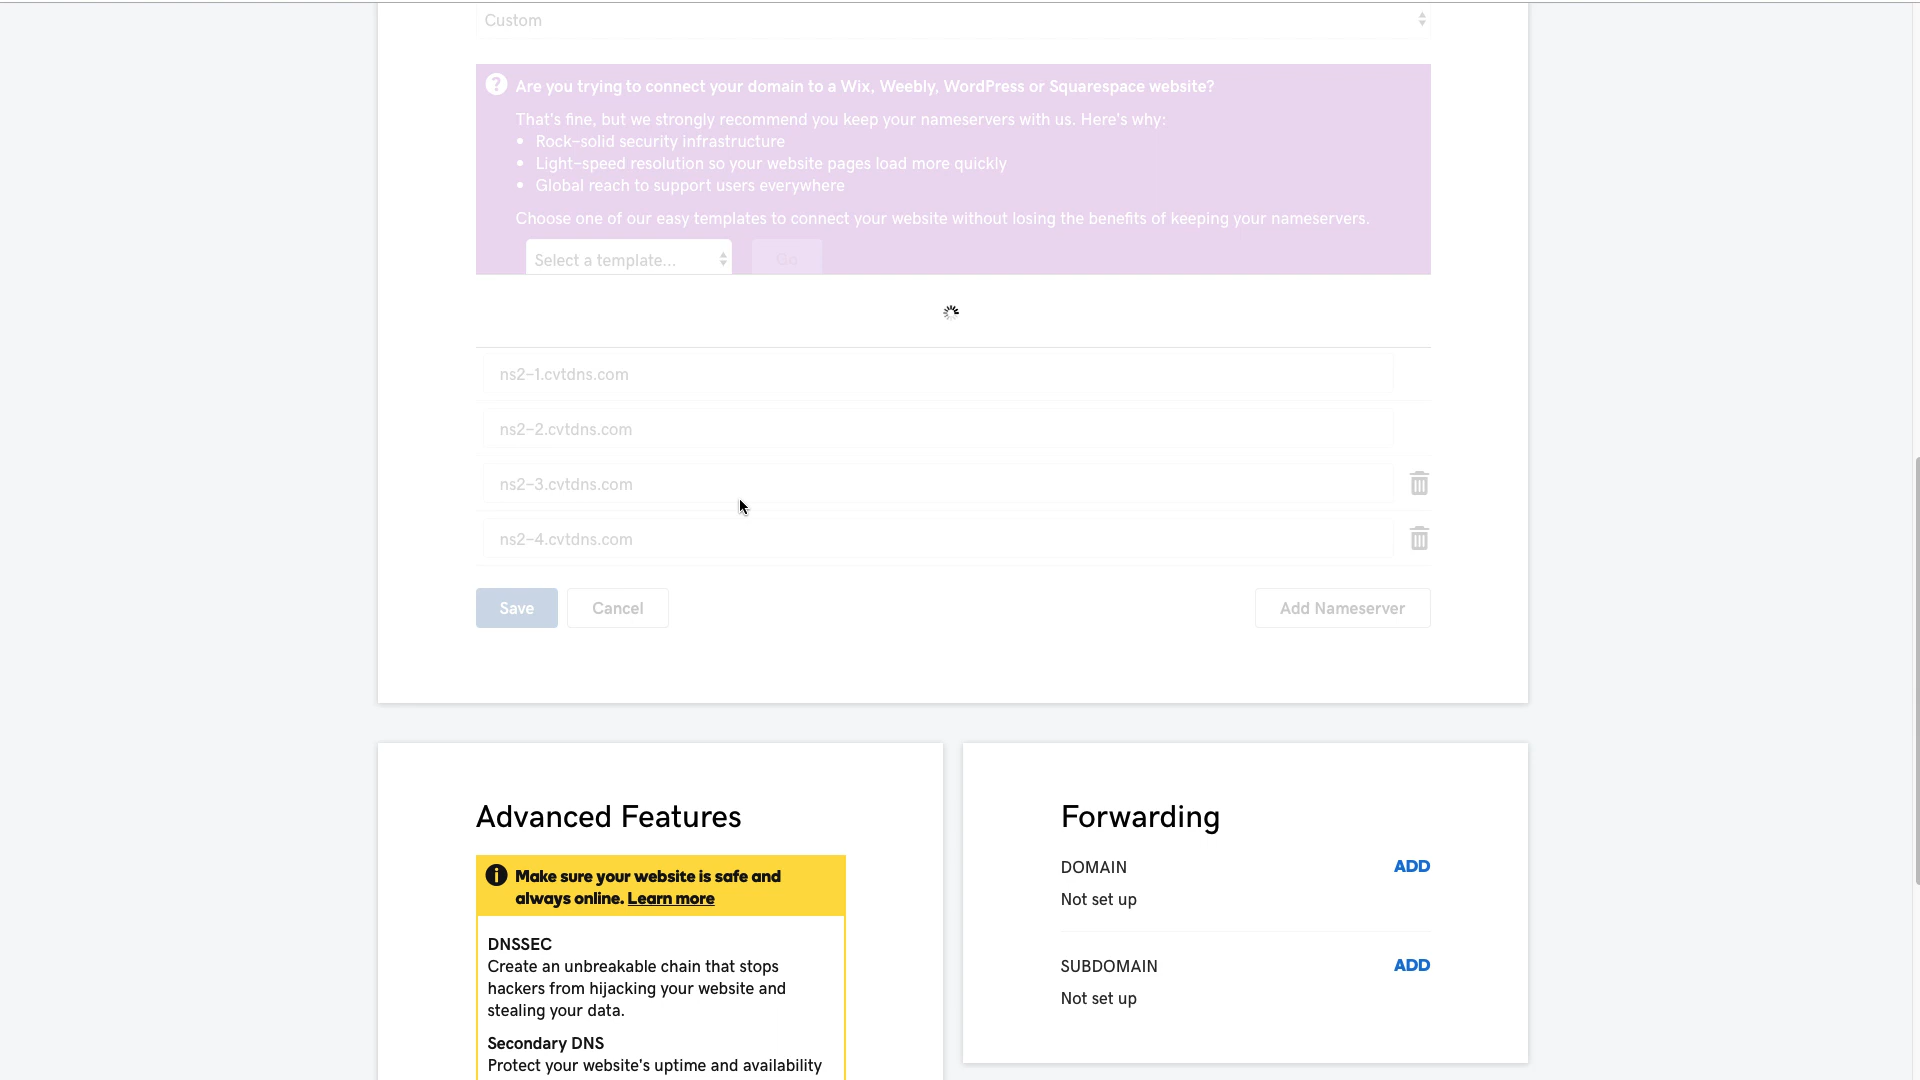 Custom
Are you trying to connect your domain to a Wix, Weebly, WordPress or Squarespace website?
That's fine, but we strongly recommend you keep your nameservers with us. Here's why:
• Rock-solid security infrastructure
• Light-speed resolution so your website pages load more quickly
• Global reach to support users everywhere
Choose one of our easy templates to connect your website without losing the benefits of keeping your nameservers.
Select a template...
Go
ns2-1.cvtdns.com
ns2-2.cvtdns.com
ns2-3.cvtdns.com
ns2-4.cvtdns.com
Save
Cancel
Add Nameserver
Advanced Features
Make sure your website is safe and
always online. Learn more
DNSSEC
Create an unbreakable chain that stops
hackers from hijacking your website and
stealing your data.
Secondary DNS
Protect your website's uptime and availability
Forwarding
DOMAIN
ADD
Not set up
SUBDOMAIN
ADD
Not set up